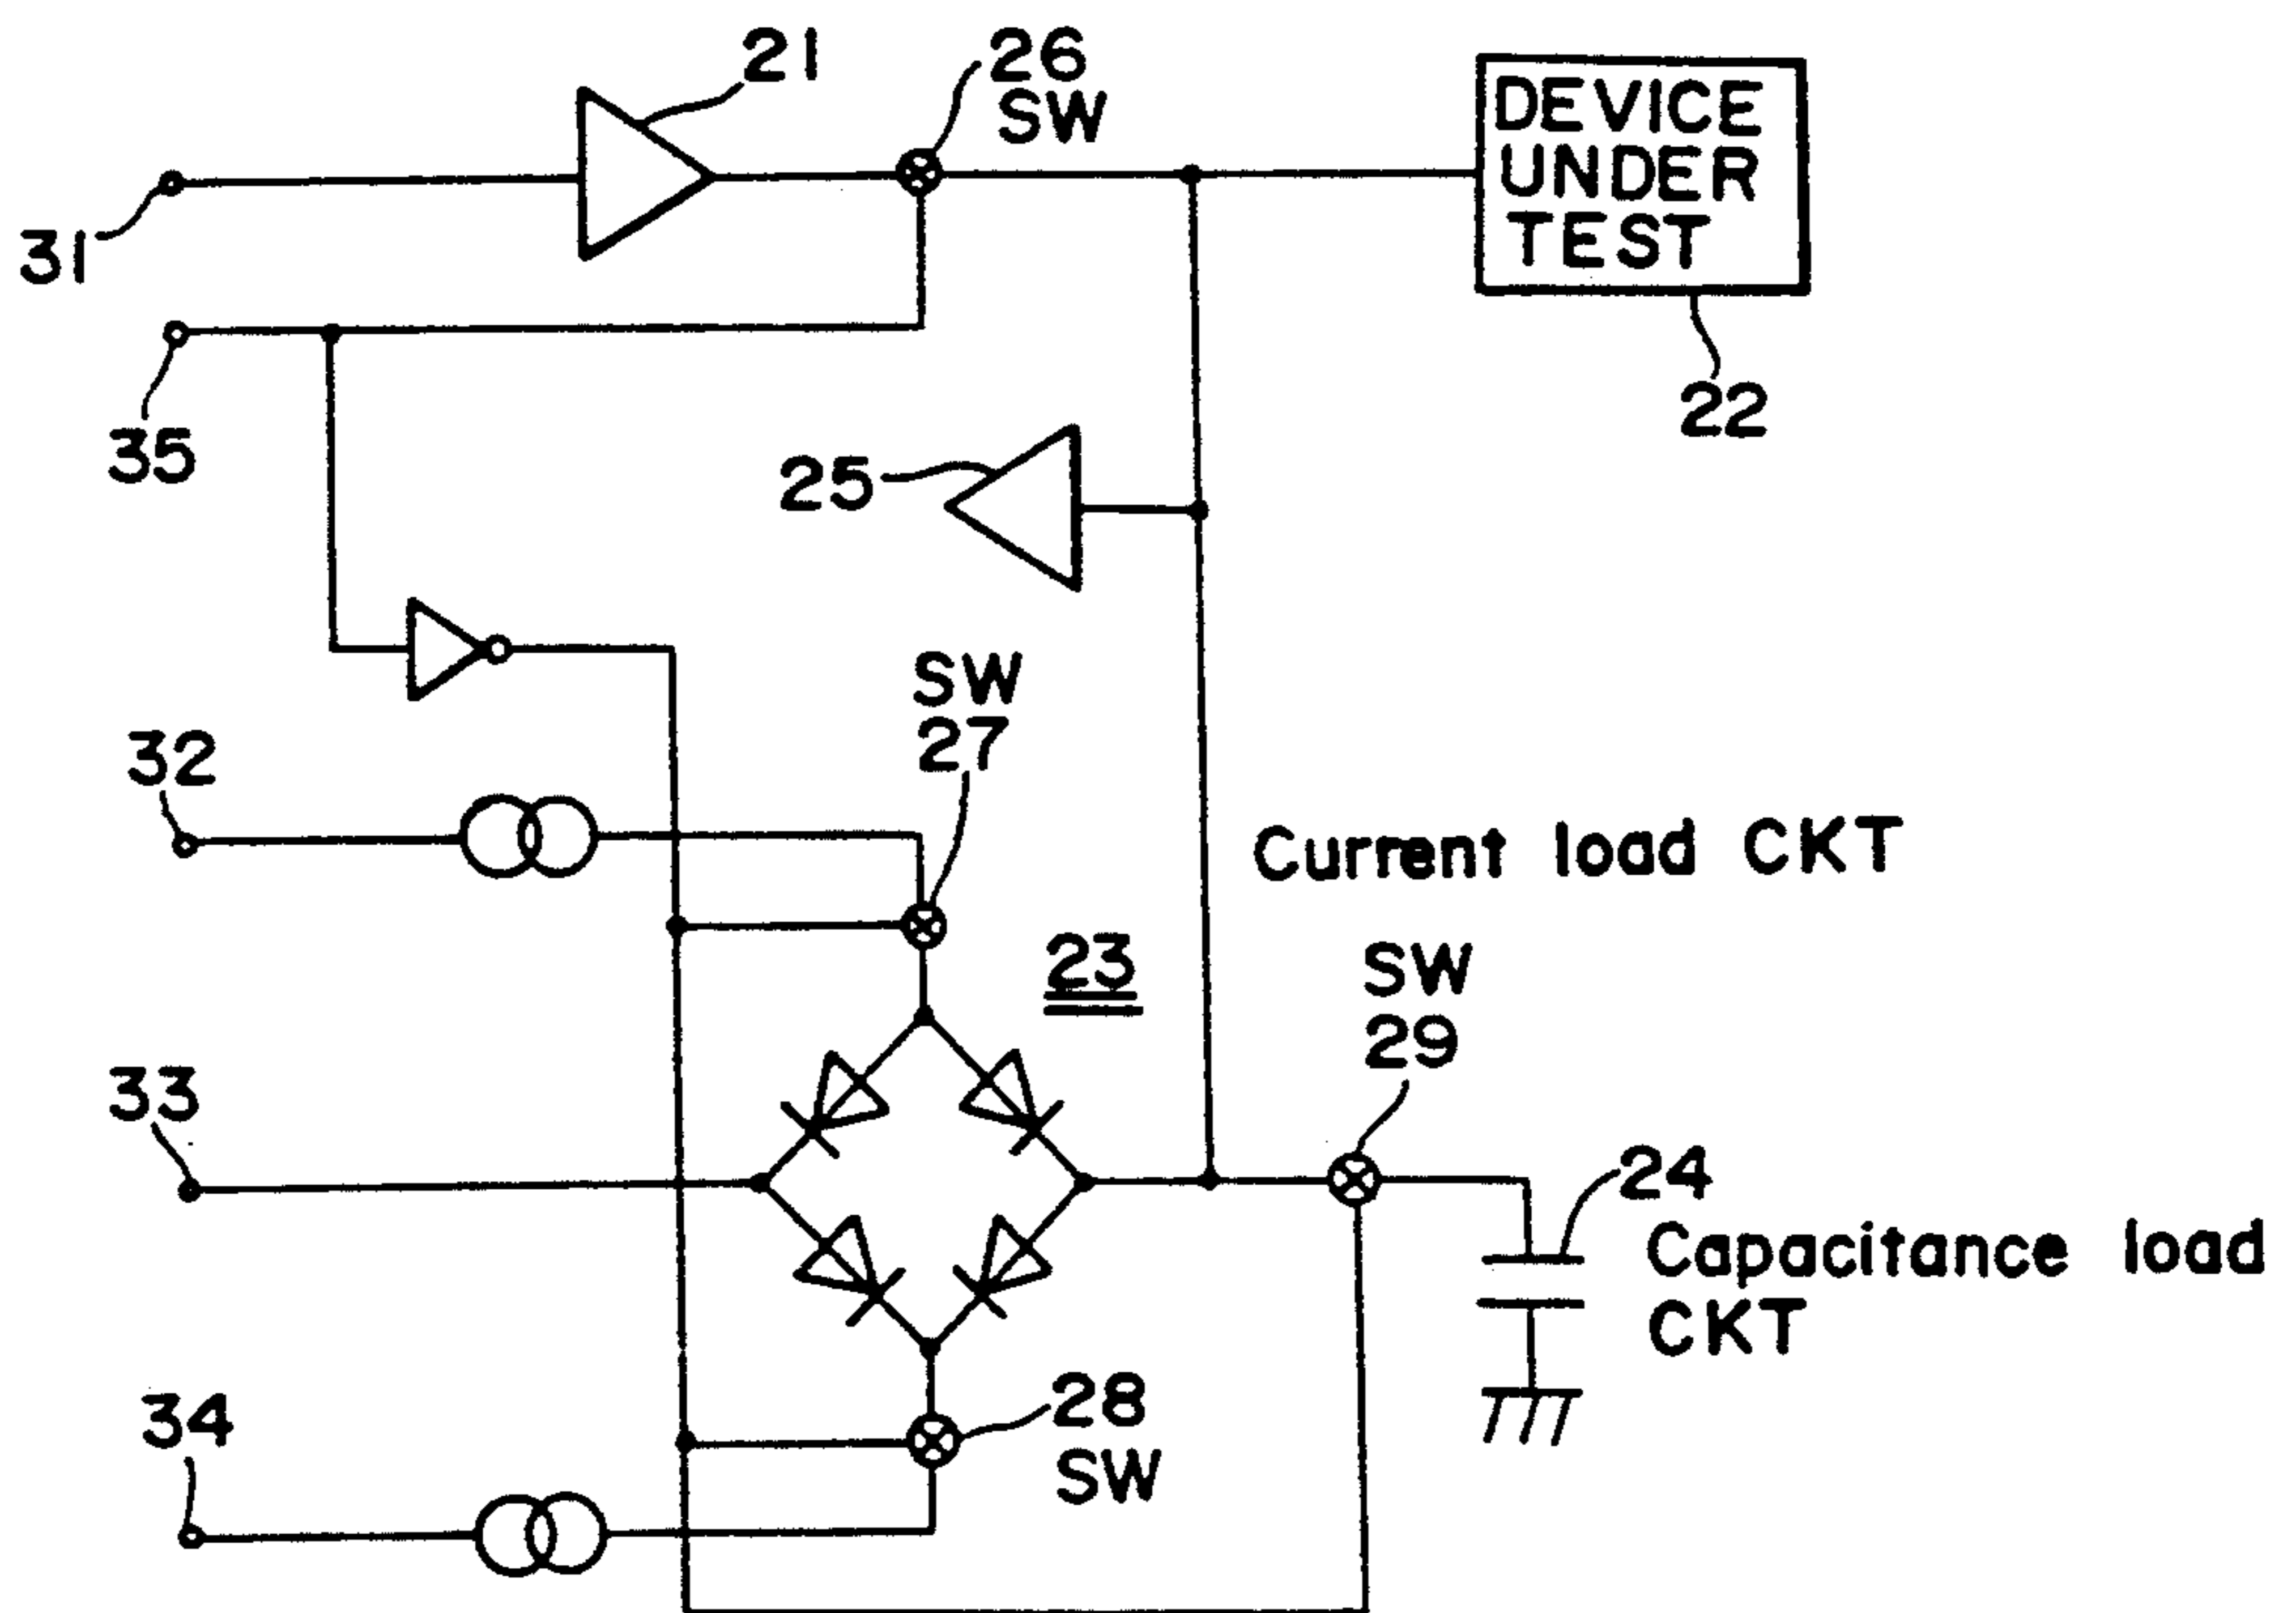 21
26
SW
DEVICE
UNDER
TEST
31
35
22
25
SW
27
32
Current load CKT
23
SW
29
33
24
Capacitance load
CKT
34
28
SW